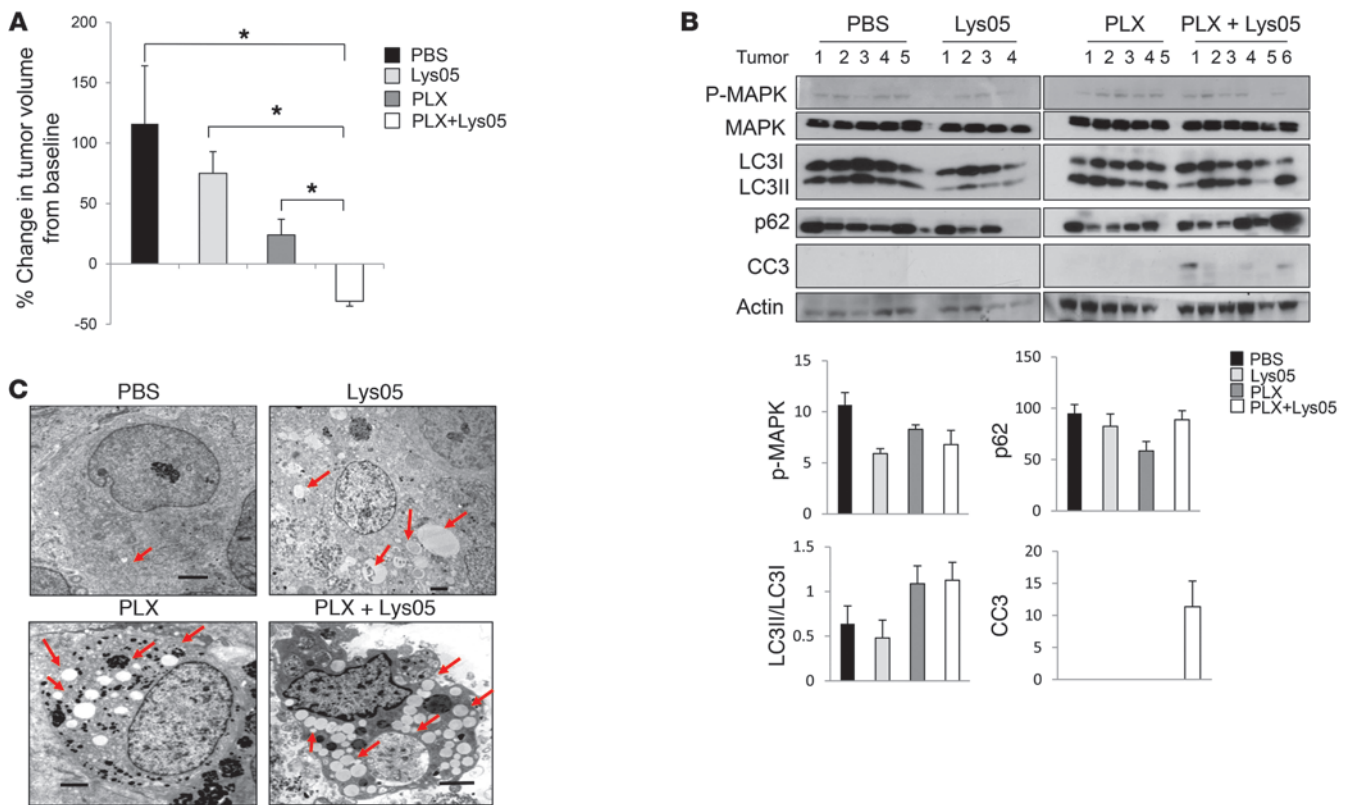 A
% Change in tumor volume
from baseline
200
150
100
50
0
-50
*
*
*
PBS
Lys05
PLX
PLX+Lys05
B
PBS Lys05 PLX PLX + Lys05
Tumor 1 2 3 4 5 1 2 3 4 1 2 3 4 5 1 2 3 4 5 6
P-MAPK
MAPK
LC3I
LC3II
p62
CC3
Actin
p-MAPK
15
10
5
0
p62
150
100
50
0
PBS
Lys05
PLX
PLX+Lys05
LC3II/LC3I
1.5
1
0.5
0
CC3
20
15
10
5
0
C
PBS Lys05
PLX PLX + Lys05